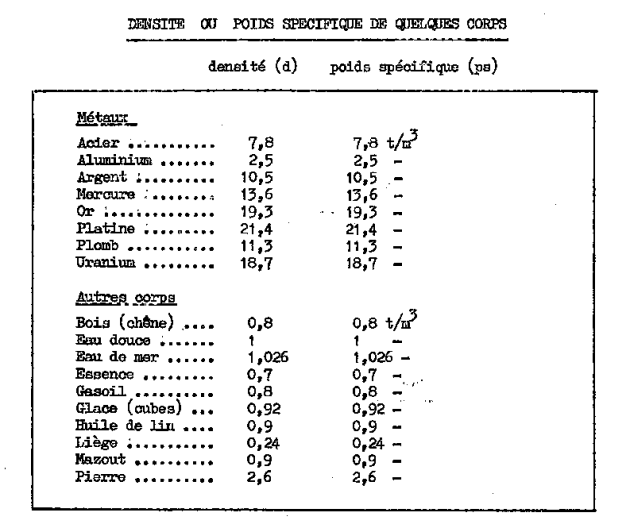 DENSITE OU POIDS SPECIFIQUE DE QUELQUES CORPS
densité (d) poids spécifique (ps)
Métaux
Acier ........... 7,8 7,8 t/m3
Aluminium ....... 2,5 2,5 -
Argent .......... 10,5 10,5 -
Mercure ......... 13,6 13,6 -
Or .............. 19,3 19,3 -
Platine ......... 21,4 21,4 -
Plomb ........... 11,3 11,3 -
Uranium ......... 18,7 18,7 -
Autres corps
Bois (chêne) .... 0,8 0,8 t/m3
Eau douce ....... 1 1 -
Eau de mer ...... 1,026 1,026 -
Essence ......... 0,7 0,7 -
Gasoil .......... 0,8 0,8 -
Glace (cubes) ... 0,92 0,92 -
Huile de lin .... 0,9 0,9 -
Liège ........... 0,24 0,24 -
Mazout .......... 0,9 0,9 -
Pierre .......... 2,6 2,6 -